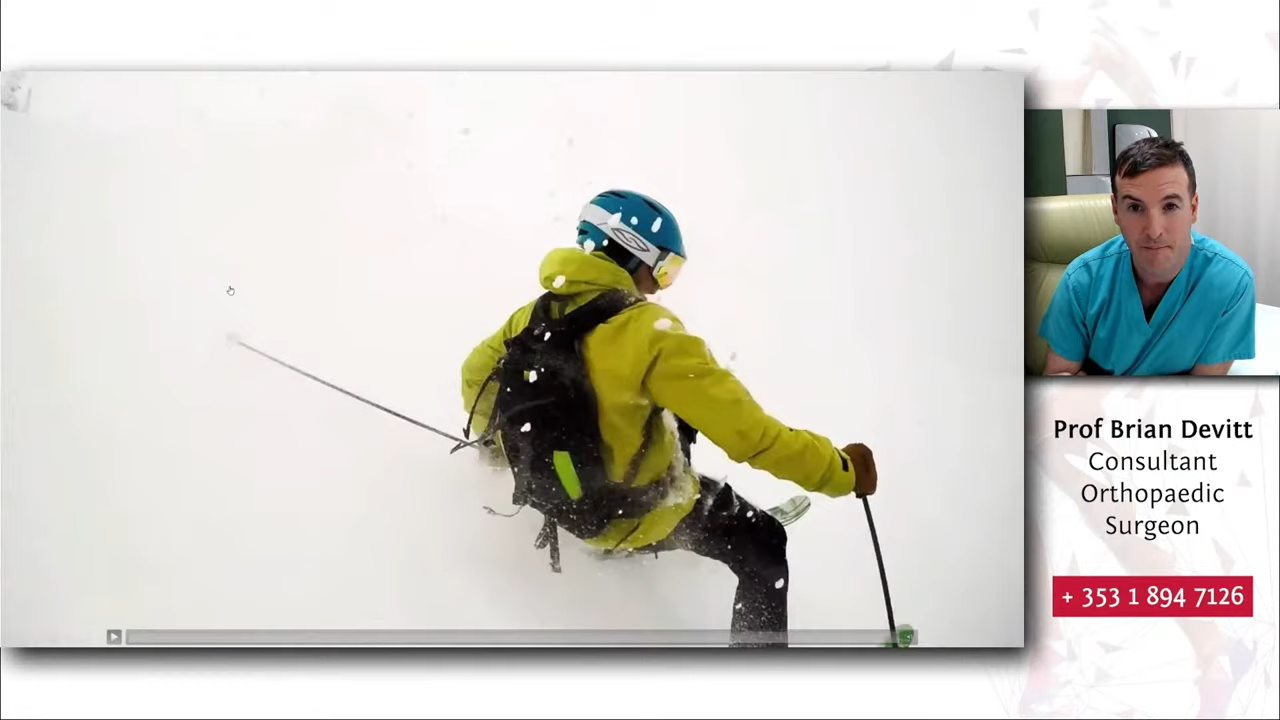 Prof Brian Devitt
Consultant
Orthopaedic
Surgeon
+ 353 1 894 7126